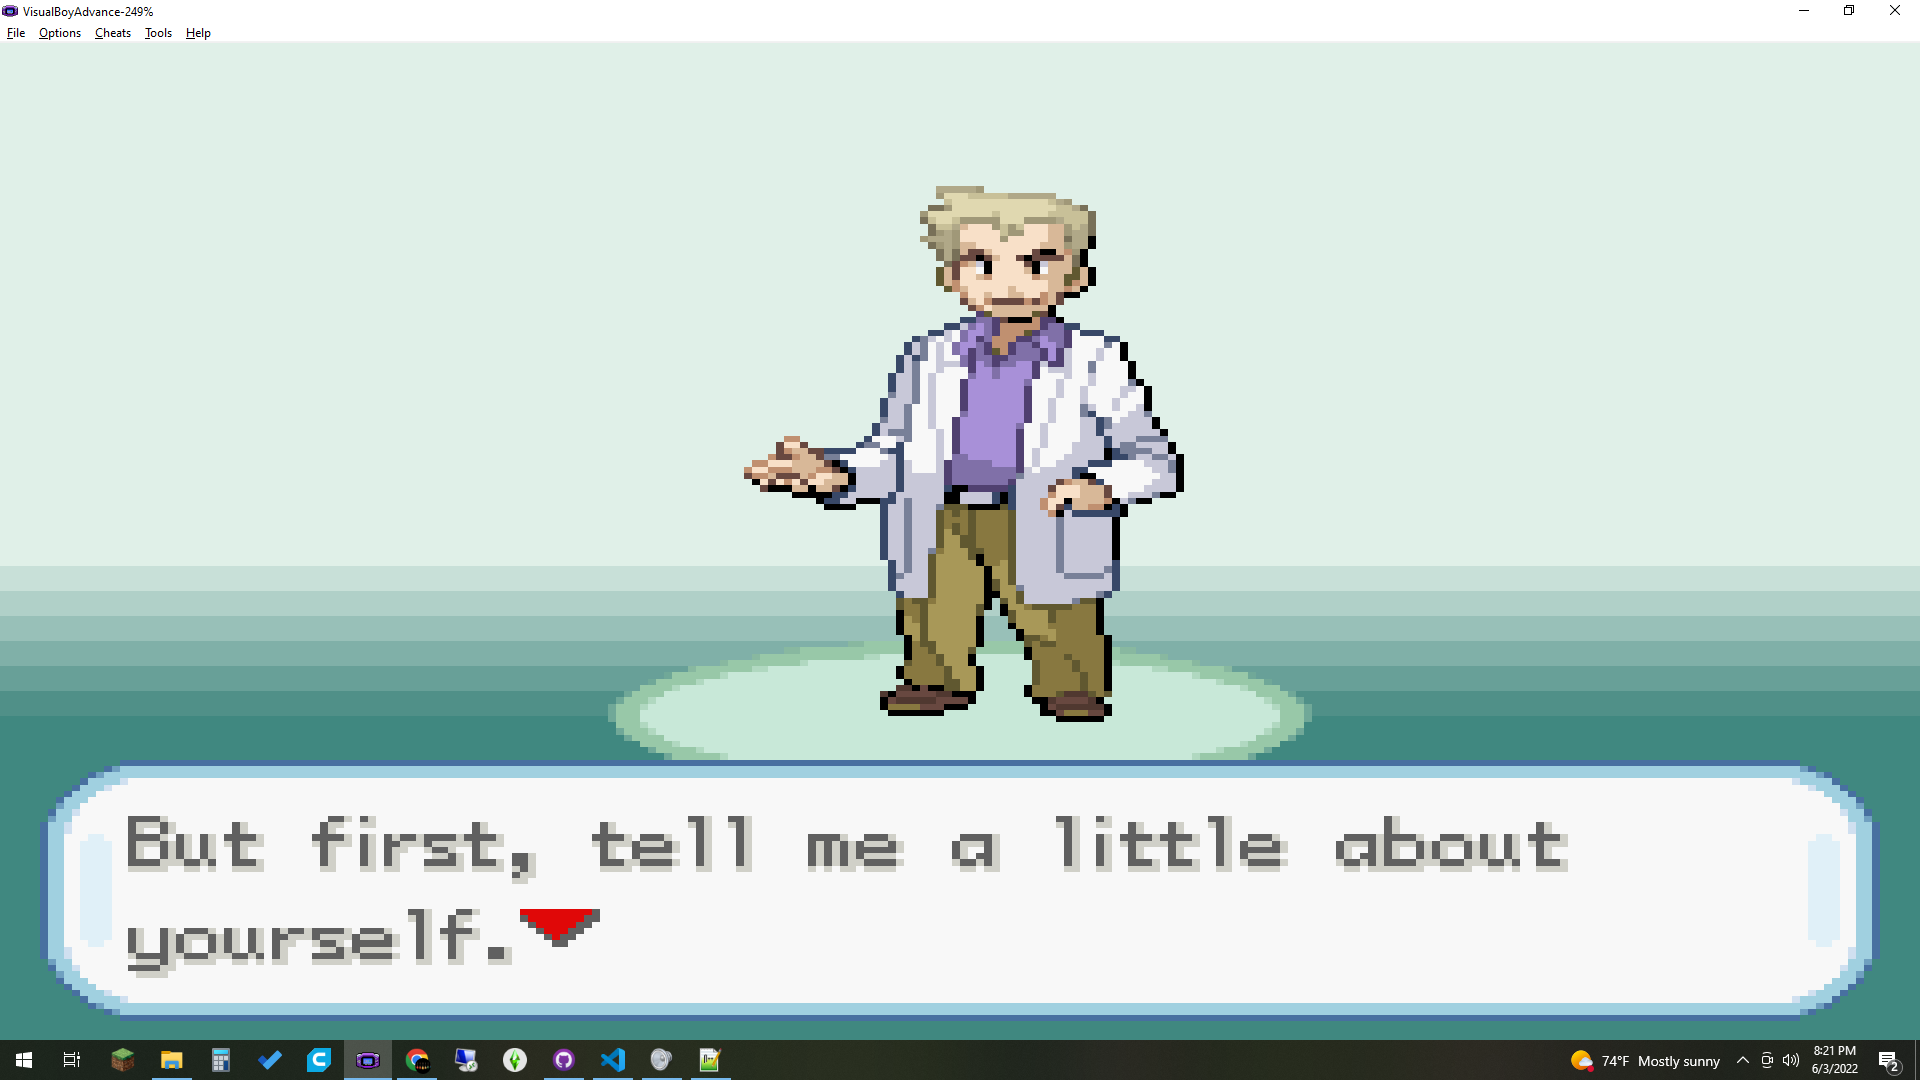 VisualBoyAdvance-249%
File Options Cheats Tools Help
But first, tell me a little about
yourself.
74°F Mostly sunny
8:21 PM
6/3/2022
2